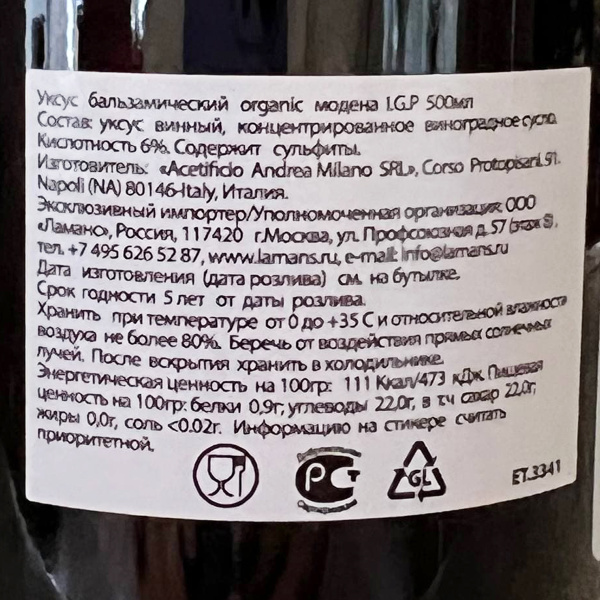 Уксус бальзамический organic модена I.G.P 500мл
Состав: уксус винный, концентрированное виноградное сусло.
Кислотность 6%. Содержит сульфиты.
Изготовитель: «Acetificio Andrea Milano SRL», Corso Protopisani.91.
Napoli (NA) 80146-Italy, Италия.
Эксклюзивный импортер/Уполномоченная организация: ООО
«Ламанс», Россия, 117420 г.Москва, ул. Профсоюзная д. 57 (этаж 8),
тел. +7 495 626 52 87, www.lamans.ru, e-mail: info@lamans.ru
Дата изготовления (дата розлива) см. на бутылке.
Срок годности 5 лет от даты розлива.
Хранить при температуре от 0 до +35 С и относительной влажности
воздуха не более 80%. Беречь от воздействия прямых солнечных
лучей. После вскрытия хранить в холодильнике.
Энергетическая ценность на 100гр: 111 Ккал/473 кДж. Пищевая
ценность на 100гр: белки 0,9г; углеводы 22,0г, в т.ч сахар 22,0г;
жиры 0,0г, соль <0.02г. Информацию на стикере считать
приоритетной.
РСТ
GL
ET.3341